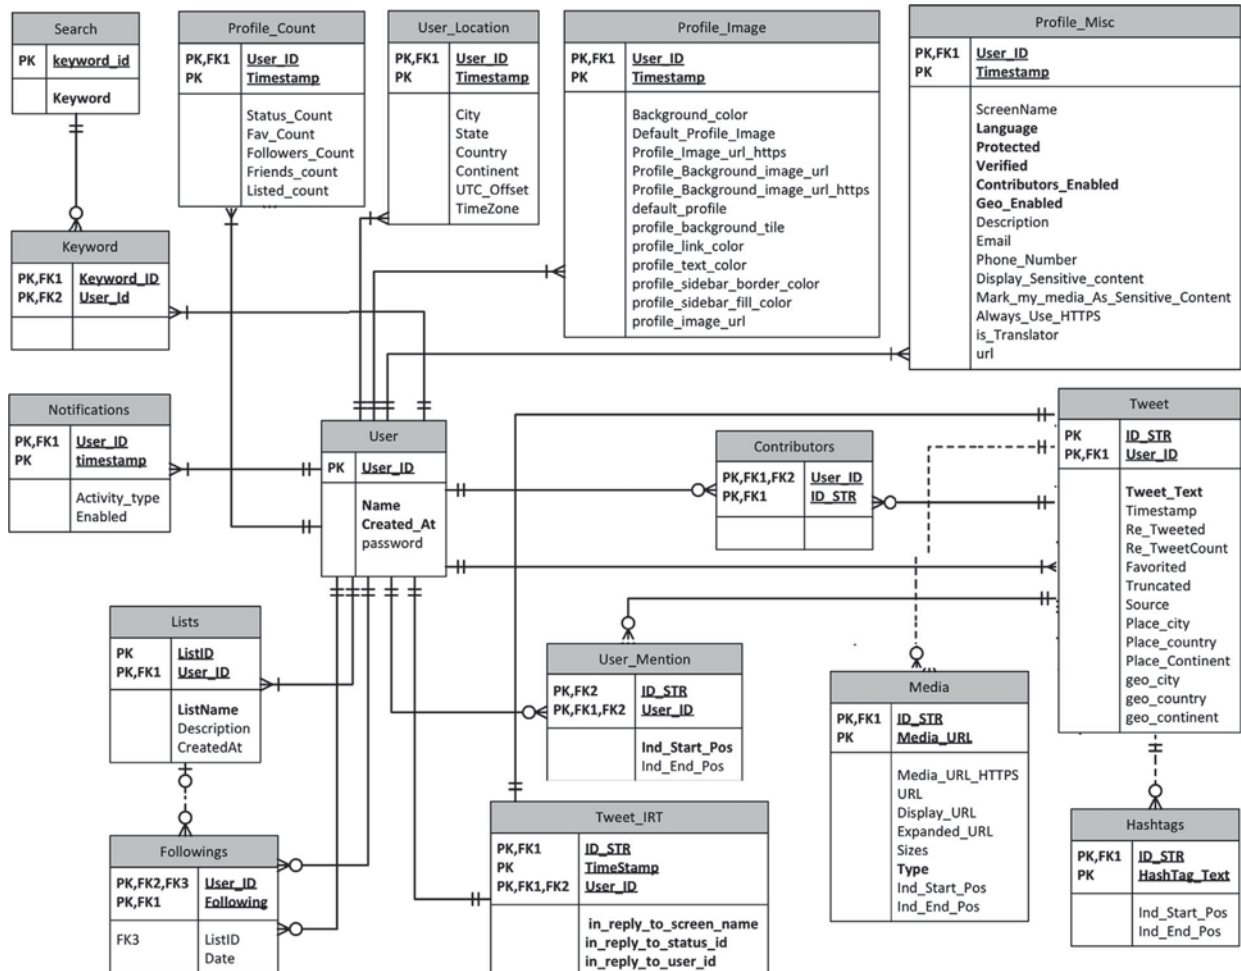 Search
PK keyword_id
Keyword
Profile_Count
PK,FK1 User_ID
PK Timestamp
Status_Count
Fav_Count
Followers_Count
Friends_count
Listed_count
User_Location
PK,FK1 User_ID
PK Timestamp
City
State
Country
Continent
UTC_Offset
TimeZone
Profile_Image
PK,FK1 User_ID
PK Timestamp
Background_color
Default_Profile_Image
Profile_Image_url_https
Profile_Background_image_url
Profile_Background_image_url_https
default_profile
profile_background_tile
profile_link_color
profile_text_color
profile_sidebar_border_color
profile_sidebar_fill_color
profile_image_url
Profile_Misc
PK,FK1 User_ID
PK Timestamp
ScreenName
Language
Protected
Verified
Contributors_Enabled
Geo_Enabled
Description
Email
Phone_Number
Display_Sensitive_content
Mark_my_media_As_Sensitive_Content
Always_Use_HTTPS
is_Translator
url
Keyword
PK,FK1 Keyword_ID
PK,FK2 User_Id
Notifications
PK,FK1 User_ID
PK timestamp
Activity_type
Enabled
User
PK User_ID
Name
Created_At
password
Contributors
PK,FK1,FK2 User_ID
PK,FK1 ID_STR
Tweet
PK ID_STR
PK,FK1 User_ID
Tweet_Text
Timestamp
Re_Tweeted
Re_TweetCount
Favorited
Truncated
Source
Place_city
Place_country
Place_Continent
geo_city
geo_country
geo_continent
Lists
PK ListID
PK,FK1 User_ID
ListName
Description
CreatedAt
User_Mention
PK,FK2 ID_STR
PK,FK1,FK2 User_ID
Ind_Start_Pos
Ind_End_Pos
Media
PK,FK1 ID_STR
PK Media_URL
Media_URL_HTTPS
URL
Display_URL
Expanded_URL
Sizes
Type
Ind_Start_Pos
Ind_End_Pos
Followings
PK,FK2,FK3 User_ID
PK,FK1 Following
FK3 ListID
Date
Tweet_IRT
PK,FK1 ID_STR
PK TimeStamp
PK,FK1,FK2 User_ID
in_reply_to_screen_name
in_reply_to_status_id
in_reply_to_user_id
Hashtags
PK,FK1 ID_STR
PK HashTag_Text
Ind_Start_Pos
Ind_End_Pos